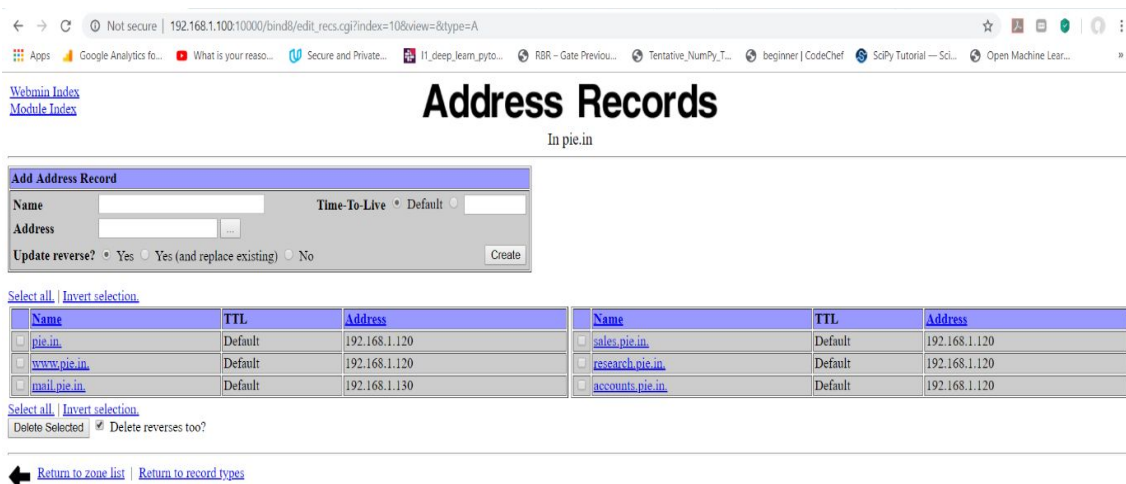 Not secure | 192.168.1.100:10000/bind8/edit_recs.cgi?index=10&view=&type=A
Apps Google Analytics fo... What is your reaso... Secure and Private... l1_deep_learn_pyto... RBR – Gate Previou... Tentative_NumPy_T... beginner | CodeChef SciPy Tutorial — Sci... Open Machine Lear... »
Webmin Index
Module Index
Address Records
In pie.in
Add Address Record
Name Time-To-Live Default
Address ...
Update reverse? Yes Yes (and replace existing) No Create
Select all. | Invert selection.
Name TTL Address Name TTL Address
pie.in. Default 192.168.1.120 sales.pie.in. Default 192.168.1.120
www.pie.in. Default 192.168.1.120 research.pie.in. Default 192.168.1.120
mail.pie.in. Default 192.168.1.130 accounts.pie.in. Default 192.168.1.120
Select all. | Invert selection.
Delete Selected Delete reverses too?
Return to zone list | Return to record types